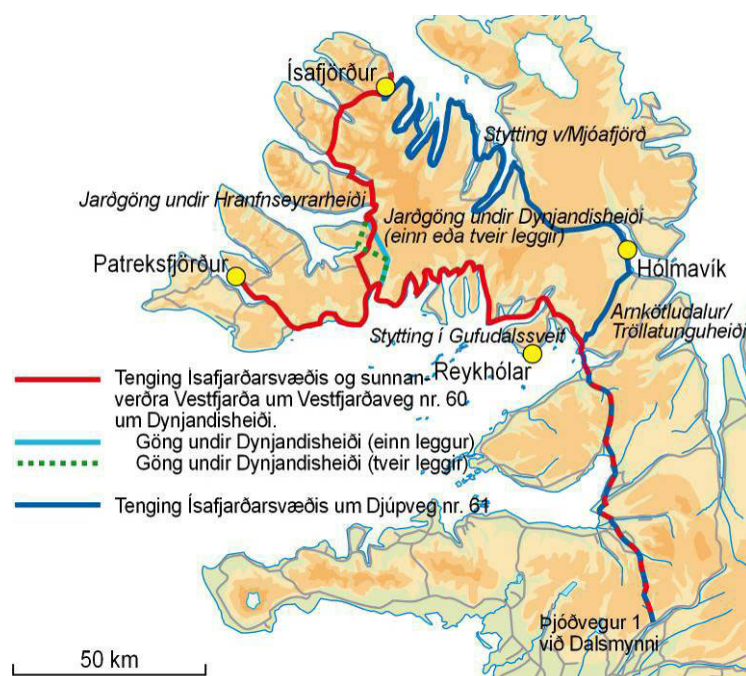 Ísafjörður
Stytting v/Mjóafjörð
Jarðgöng undir Hranfnseyrarheiði
Jarðgöng undir Dynjandisheiði
(einn eða tveir leggir)
Patreksfjörður
Hólmavík
Arnkötludalur/
Tröllatunguheiði
Stytting í Gufudalssveit
Reykhólar
Tenging Ísafjarðarsvæðis og sunnan-
verðra Vestfjarða um Vestfjarðaveg nr. 60
um Dynjandisheiði.
Göng undir Dynjandisheiði (einn leggur)
Göng undir Dynjandisheiði (tveir leggir)
Tenging Ísafjarðarsvæðis um Djúpveg nr. 61
Þjóðvegur 1
við Dalsmynni
50 km